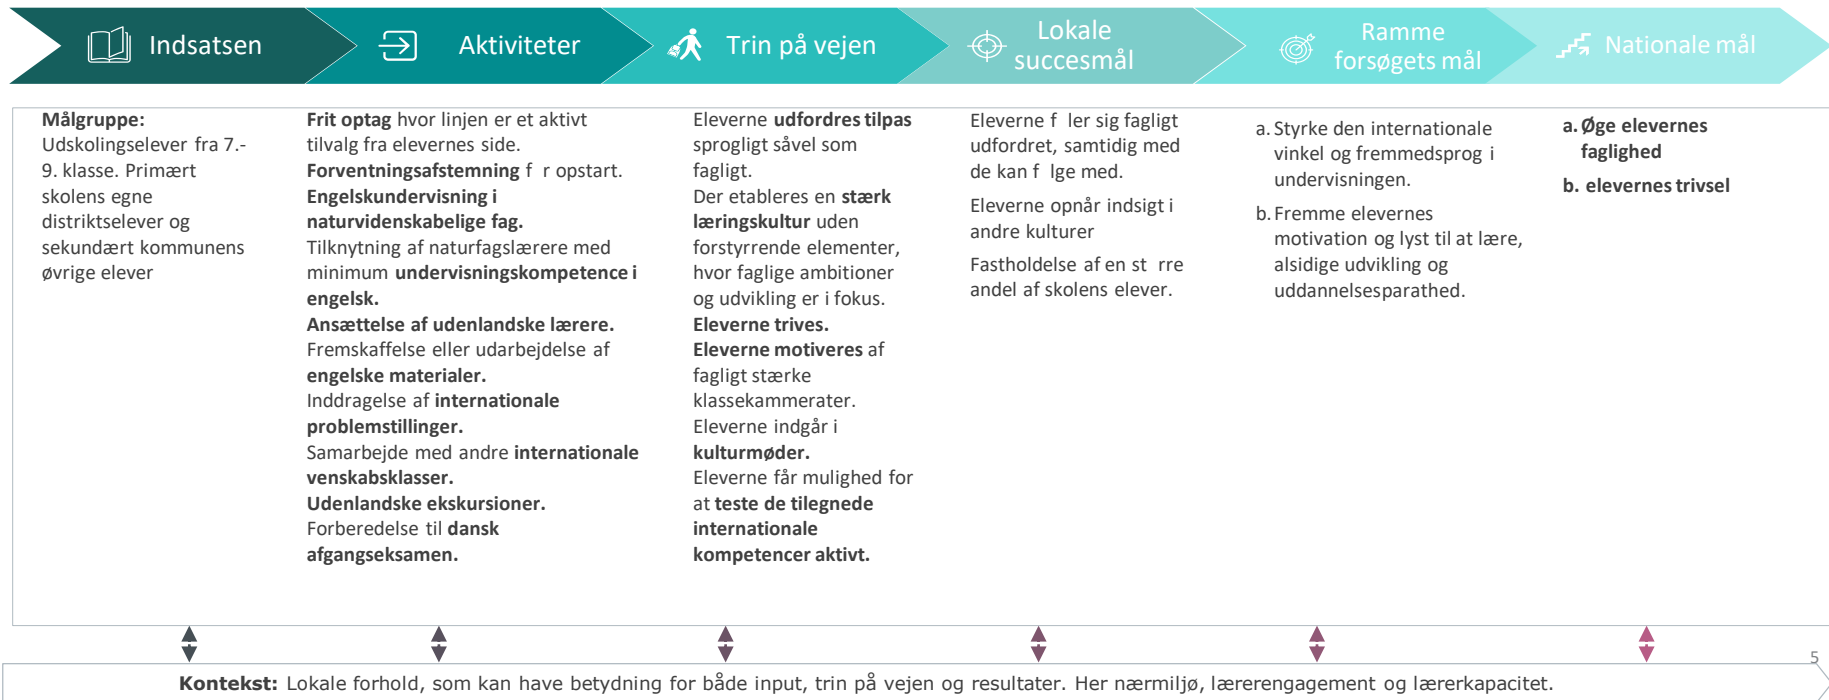 Indsatsen
Aktiviteter
Trin på vejen
Lokale
succesmål
Ramme
forsøgets mål
Nationale mål
Målgruppe:
Udskolingselever fra 7.-
9. klasse. Primært
skolens egne
distriktselever og
sekundært kommunens
øvrige elever
Frit optag hvor linjen er et aktivt
tilvalg fra elevernes side.
Forventningsafstemning f r opstart.
Engelskundervisning i
naturvidenskabelige fag.
Tilknytning af naturfagslærere med
minimum undervisningskompetence i
engelsk.
Ansættelse af udenlandske lærere.
Fremskaffelse eller udarbejdelse af
engelske materialer.
Inddragelse af internationale
problemstillinger.
Samarbejde med andre internationale
venskabsklasser.
Udenlandske ekskursioner.
Forberedelse til dansk
afgangseksamen.
Eleverne udfordres tilpas
sprogligt såvel som
fagligt.
Der etableres en stærk
læringskultur uden
forstyrrende elementer,
hvor faglige ambitioner
og udvikling er i fokus.
Eleverne trives.
Eleverne motiveres af
fagligt stærke
klassekammerater.
Eleverne indgår i
kulturmøder.
Eleverne får mulighed for
at teste de tilegnede
internationale
kompetencer aktivt.
Eleverne f ler sig fagligt
udfordret, samtidig med
de kan f lge med.
Eleverne opnår indsigt i
andre kulturer
Fastholdelse af en st rre
andel af skolens elever.
a. Styrke den internationale
vinkel og fremmedsprog i
undervisningen.
b. Fremme elevernes
motivation og lyst til at lære,
alsidige udvikling og
uddannelsesparathed.
a. Øge elevernes
faglighed
b. elevernes trivsel
5
Kontekst: Lokale forhold, som kan have betydning for både input, trin på vejen og resultater. Her nærmiljø, lærerengagement og lærerkapacitet.